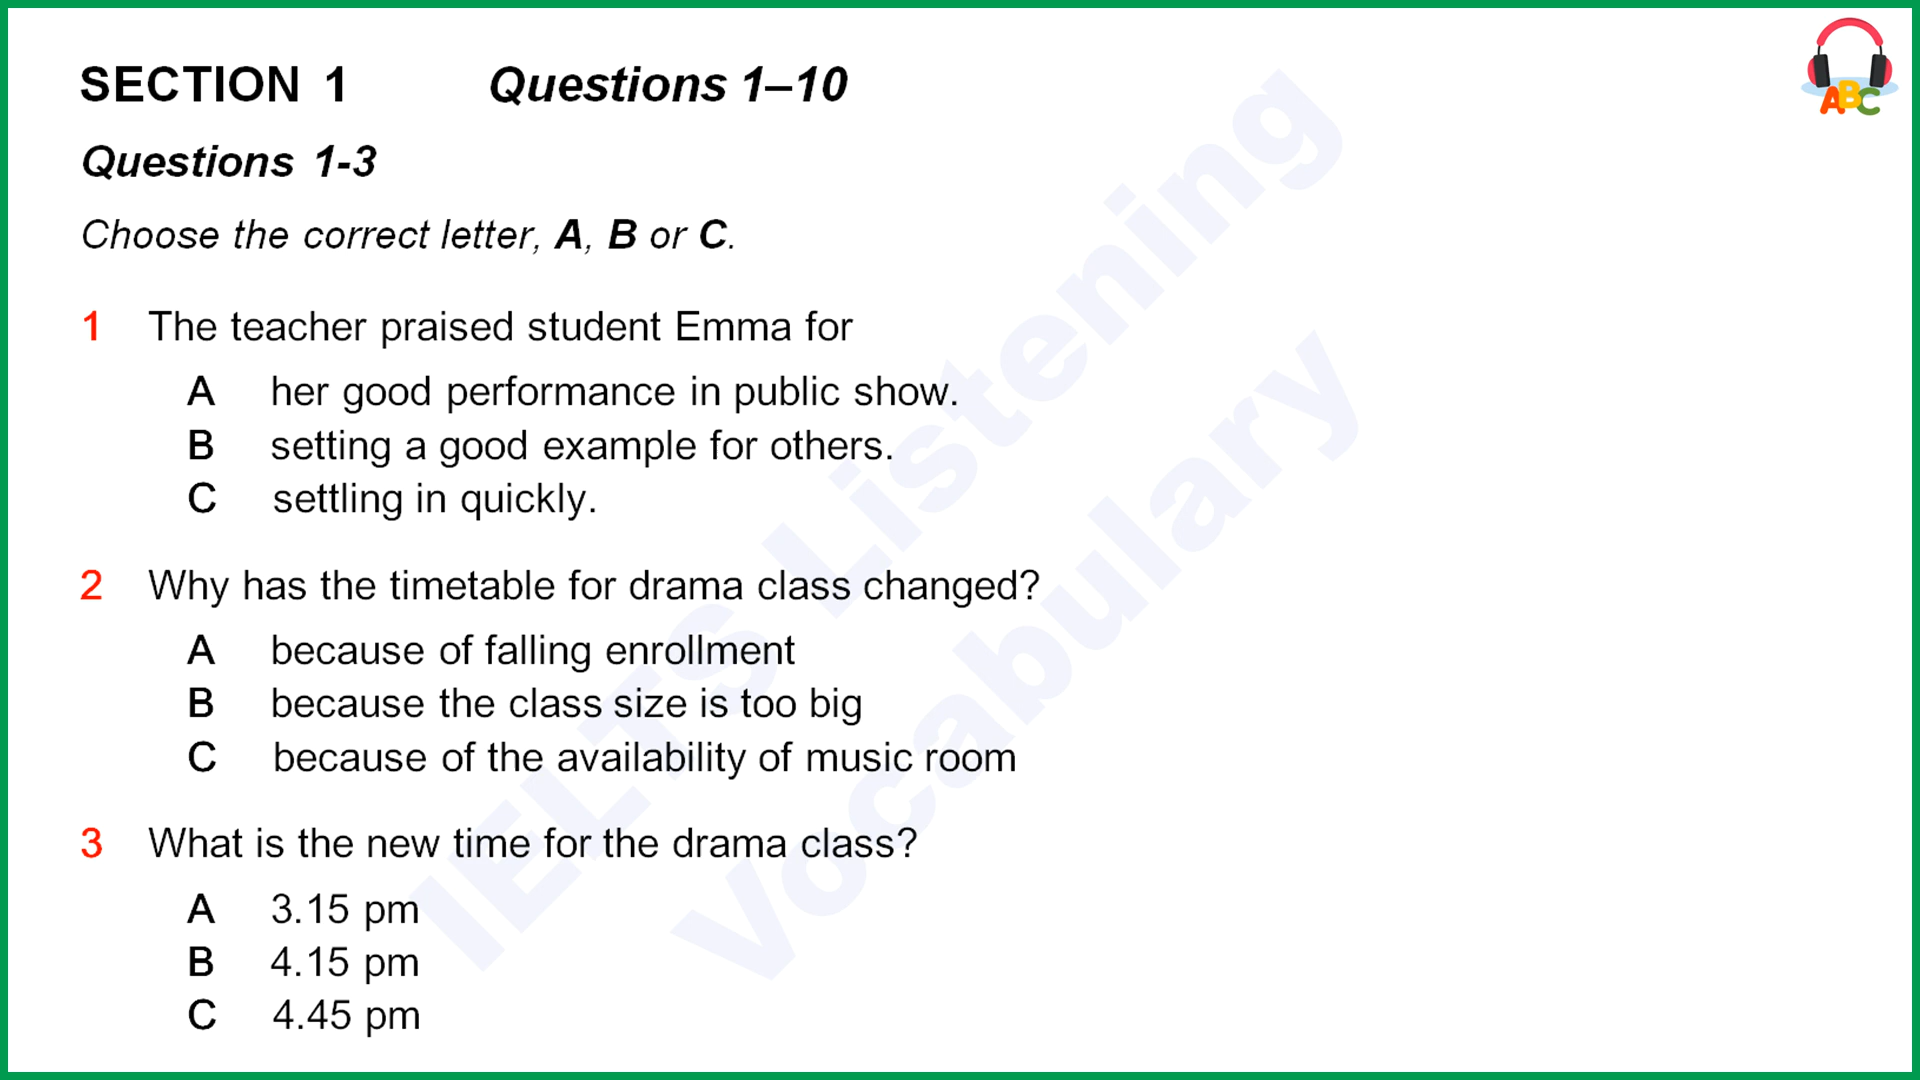 SECTION 1 Questions 1–10
Questions 1-3
Choose the correct letter, A, B or C.
1 The teacher praised student Emma for
A her good performance in public show.
B setting a good example for others.
C settling in quickly.
2 Why has the timetable for drama class changed?
A because of falling enrollment
B because the class size is too big
C because of the availability of music room
3 What is the new time for the drama class?
A 3.15 pm
B 4.15 pm
C 4.45 pm
IELTS Listening
Vocabulary
ABC